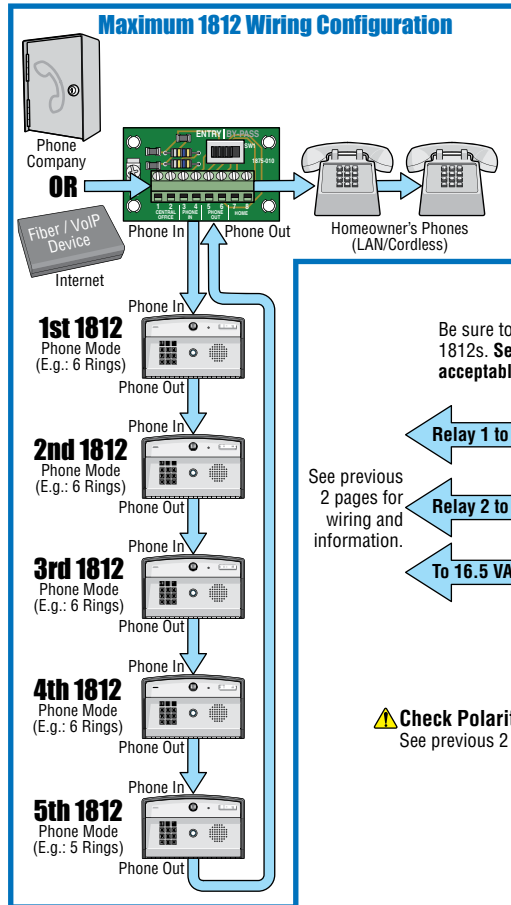 Maximum 1812 Wiring Configuration
Phone
Company
OR
Fiber / VoIP
Device
Internet
ENTRY BY-PASS
SW1
1875-010
1 2 3 4 5 6 7 8
CENTRAL
OFFICE
PHONE
IN
PHONE
OUT
HOME
Phone In
Phone Out
Homeowner's Phones
(LAN/Cordless)
Phone In
1st 1812
Phone Mode
(E.g.: 6 Rings)
Phone Out
Phone In
2nd 1812
Phone Mode
(E.g.: 6 Rings)
Phone Out
Phone In
3rd 1812
Phone Mode
(E.g.: 6 Rings)
Phone Out
Phone In
4th 1812
Phone Mode
(E.g.: 6 Rings)
Phone Out
Phone In
5th 1812
Phone Mode
(E.g.: 5 Rings)
Phone Out
Be sure to
1812s. Se
acceptabl
Relay 1 to
See previous
2 pages for
wiring and
information.
Relay 2 to
To 16.5 VA
Check Polari
See previous 2